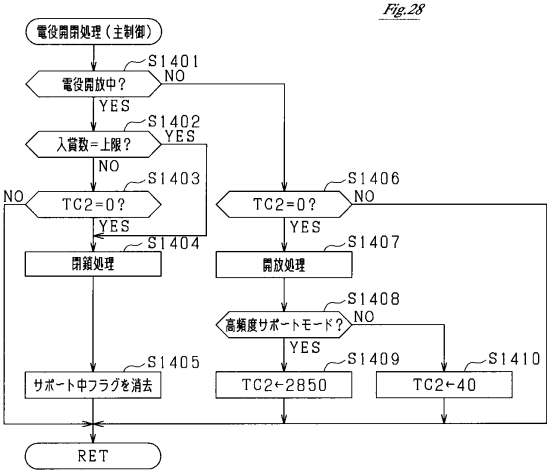 Fig.28
電役開閉処理(主制御)
S1401
電役開放中?
NO
YES
S1402
入賞数=上限?
YES
NO
S1403
NO
TC2=0?
YES
S1404
閉鎖処理
S1405
サポート中フラグを消去
S1406
TC2=0?
NO
YES
S1407
開放処理
S1408
高頻度サポートモード?
NO
YES
S1409
TC2←2850
S1410
TC2←40
RET